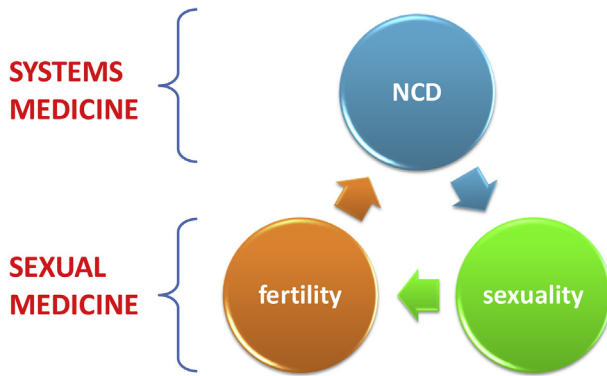 SYSTEMS
MEDICINE
NCD
SEXUAL
MEDICINE
fertility
sexuality